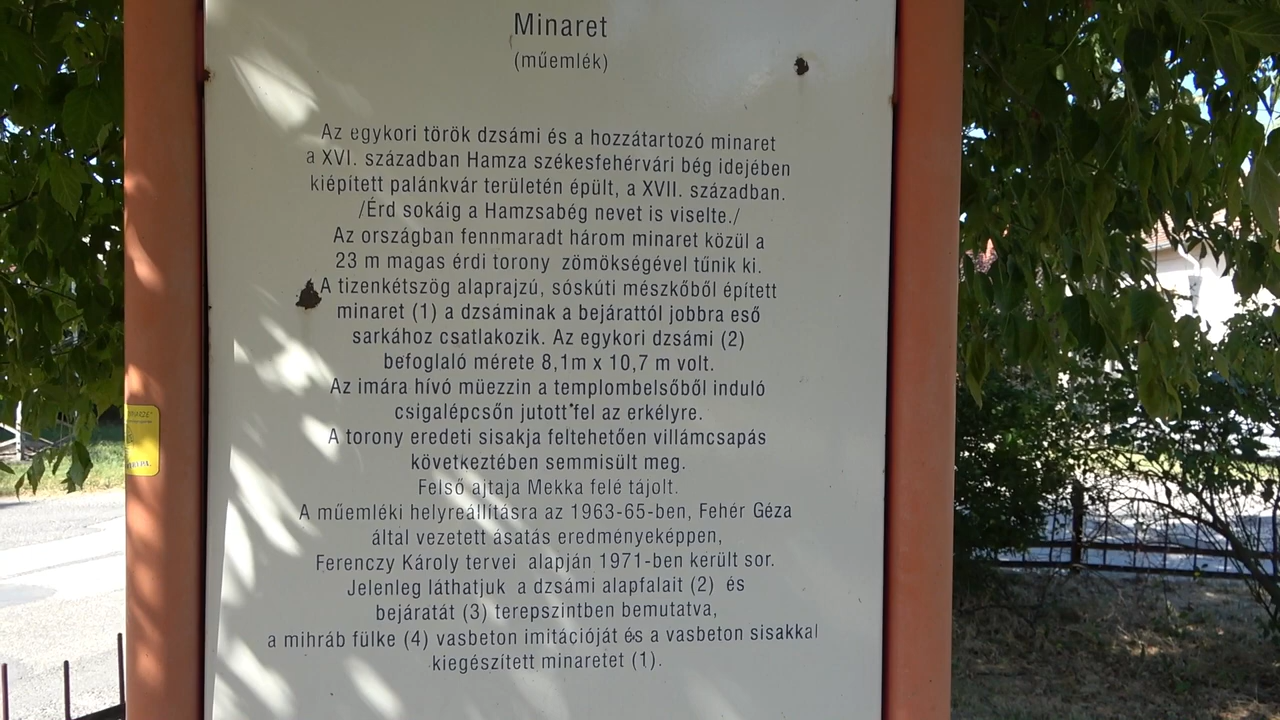 Minaret
(műemlék)
Az egykori török dzsámi és a hozzátartozó minaret
a XVI. században Hamza székesfehérvári bég idejében
kiépített palánkvár területén épült, a XVII. században.
/Érd sokáig a Hamzsabég nevet is viselte./
Az országban fennmaradt három minaret közül a
23 m magas érdi torony zömökségével tűnik ki.
A tizenkétszög alaprajzú, sóskúti mészkőből épített
minaret (1) a dzsáminak a bejárattól jobbra eső
sarkához csatlakozik. Az egykori dzsámi (2)
befoglaló mérete 8,1m x 10,7 m volt.
Az imára hívó müezzin a templombelsőből induló
csigalépcsőn jutott fel az erkélyre.
A torony eredeti sisakja feltehetően villámcsapás
következtében semmisült meg.
Felső ajtaja Mekka felé tájolt.
A műemléki helyreállításra az 1963-65-ben, Fehér Géza
által vezetett ásatás eredményeképpen,
Ferenczy Károly tervei alapján 1971-ben került sor.
Jelenleg láthatjuk a dzsámi alapfalait (2) és
bejáratát (3) terepszintben bemutatva,
a mihráb fülke (4) vasbeton imitációját és a vasbeton sisakkal
kiegészített minaretet (1).